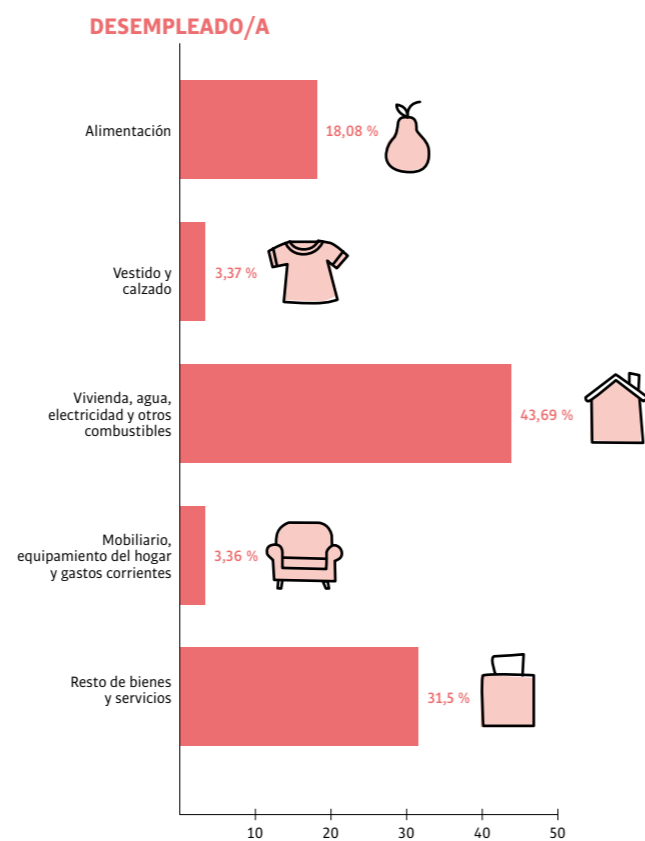 DESEMPLEADO/A
Alimentación
18,08 %
Vestido y
calzado
3,37 %
Vivienda, agua,
electricidad y otros
combustibles
43,69 %
Mobiliario,
equipamiento del hogar
y gastos corrientes
3,36 %
Resto de bienes
y servicios
31,5 %
10 20 30 40 50